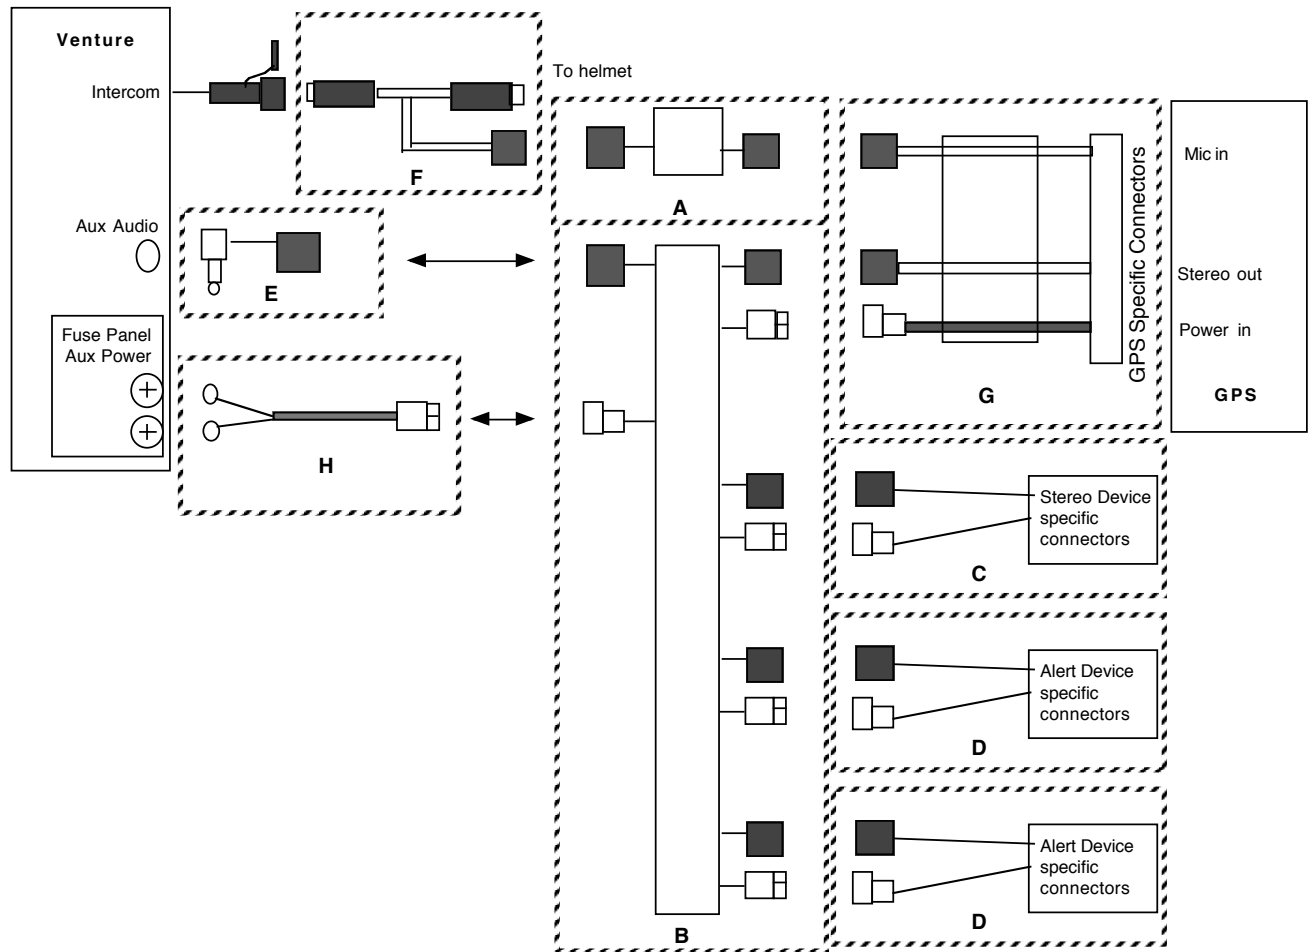 Venture
Intercom
To helmet
F
A
Aux Audio
E
Fuse Panel
Aux Power
H
B
Mic in
Stereo out
Power in
GPS
GPS Specific Connectors
G
Stereo Device
specific
connectors
C
Alert Device
specific
connectors
D
Alert Device
specific
connectors
D